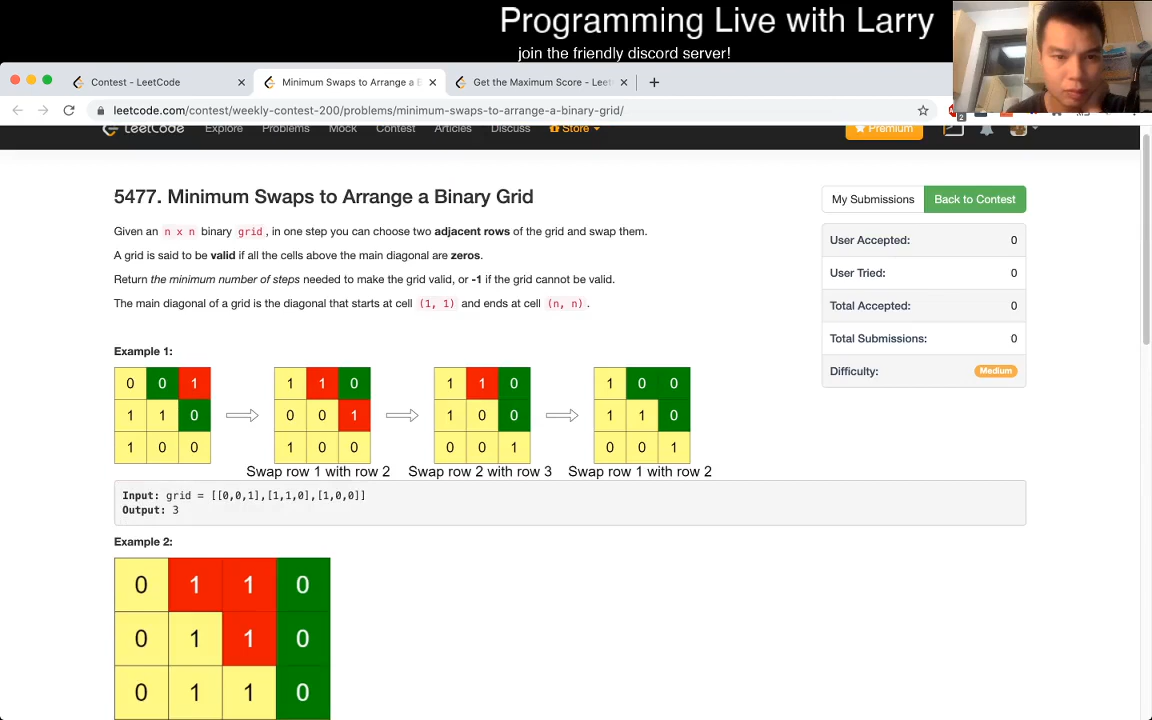 Programming Live with Larry
join the friendly discord server!
Contest - LeetCode
Minimum Swaps to Arrange a B
Get the Maximum Score - Leet
leetcode.com/contest/weekly-contest-200/problems/minimum-swaps-to-arrange-a-binary-grid/
2
LeetCode Explore Problems Mock Contest Articles Discuss Store Premium
5477. Minimum Swaps to Arrange a Binary Grid
My Submissions Back to Contest
Given an n x n binary grid, in one step you can choose two adjacent rows of the grid and swap them.
A grid is said to be valid if all the cells above the main diagonal are zeros.
Return the minimum number of steps needed to make the grid valid, or -1 if the grid cannot be valid.
The main diagonal of a grid is the diagonal that starts at cell (1, 1) and ends at cell (n, n).
User Accepted: 0
User Tried: 0
Total Accepted: 0
Total Submissions: 0
Difficulty: Medium
Example 1:
0 0 1 1 1 0 1 1 0 1 0 0
1 1 0 0 0 1 1 0 0 1 1 0
1 0 0 1 0 0 0 0 1 0 0 1
Swap row 1 with row 2 Swap row 2 with row 3 Swap row 1 with row 2
Input: grid = [[0,0,1],[1,1,0],[1,0,0]]
Output: 3
Example 2:
0 1 1 0
0 1 1 0
0 1 1 0